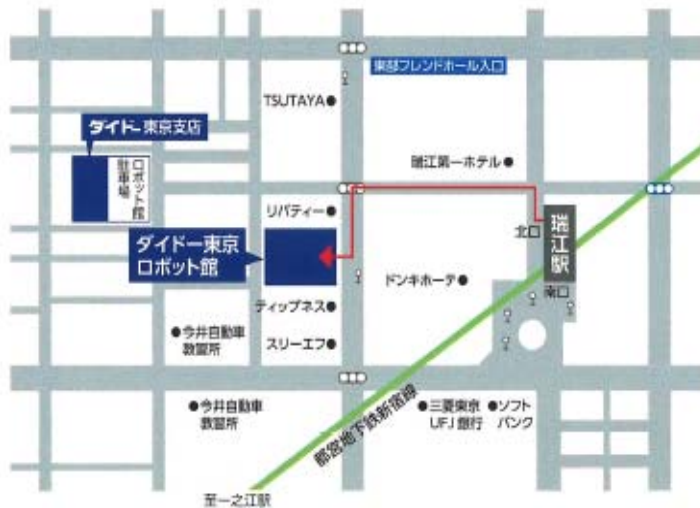 東部フレンドホール入口
TSUTAYA●
ダイドー東京支店
瑞江第一ホテル●
ロボット館
駐車場
リバティー●
北口
瑞江駅
ダイドー東京
ロボット館
ドンキホーテ●
南口
ティップネス●
●今井自動車
教習所
スリーエフ●
●今井自動車
教習所
●三菱東京
UFJ銀行
●ソフト
バンク
都営地下鉄新宿線
至一之江駅